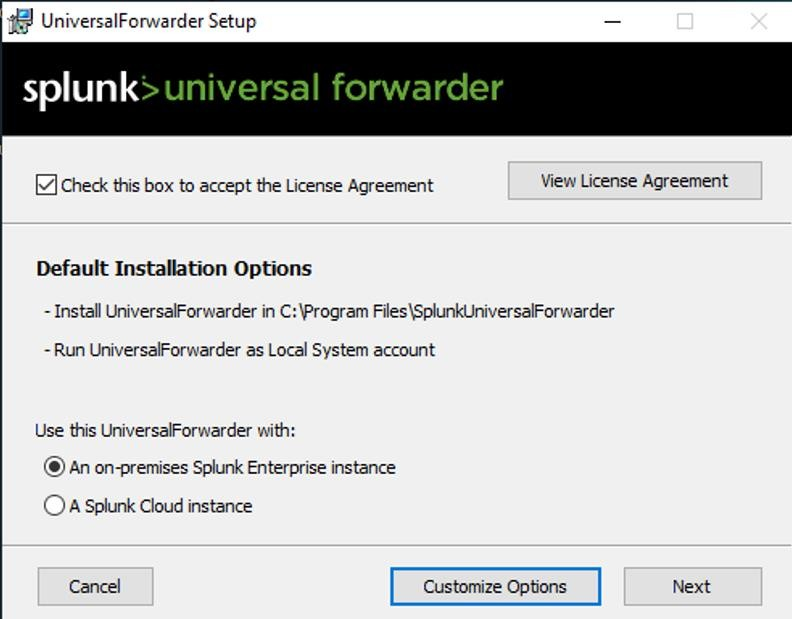 UniversalForwarder Setup
splunk>universal forwarder
Check this box to accept the License Agreement
View License Agreement
Default Installation Options
- Install UniversalForwarder in C:\Program Files\SplunkUniversalForwarder
- Run UniversalForwarder as Local System account
Use this UniversalForwarder with:
An on-premises Splunk Enterprise instance
A Splunk Cloud instance
Cancel
Customize Options
Next